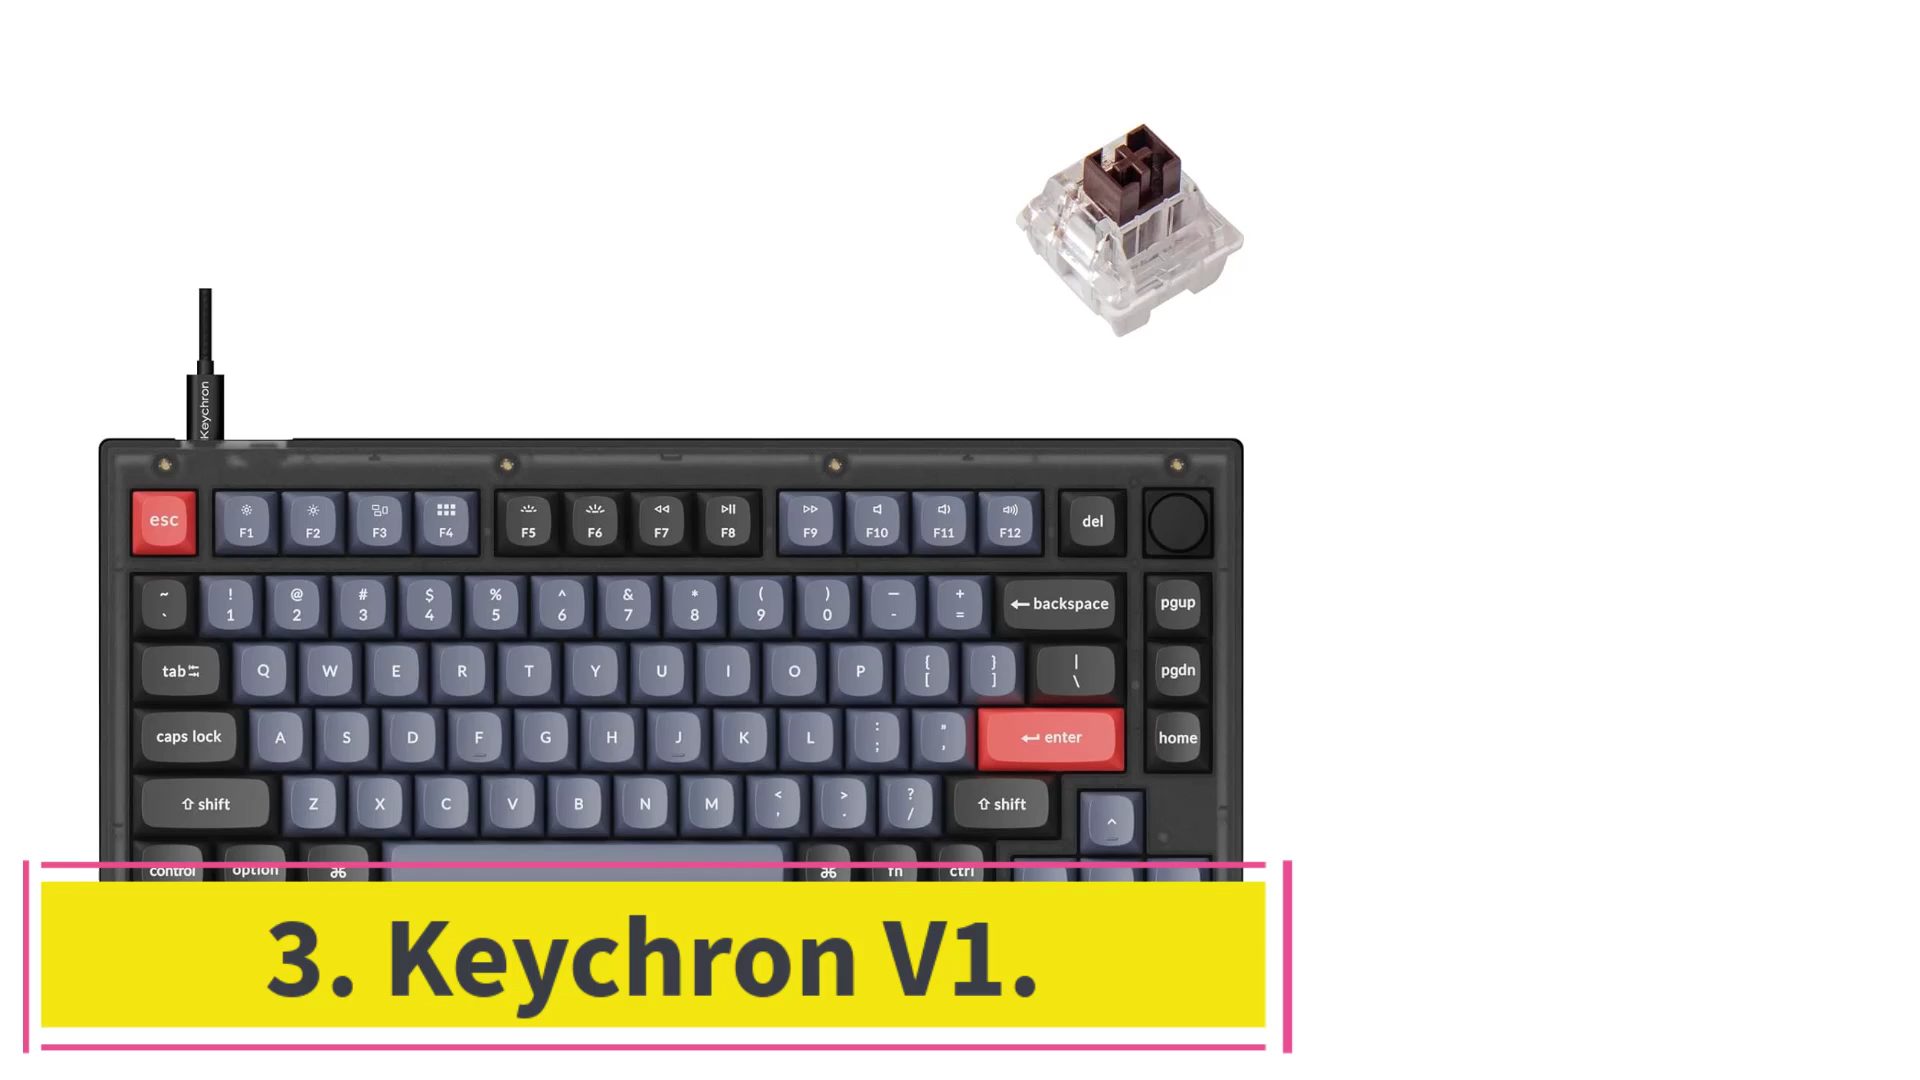 Keychron
esc F1 F2 F3 F4 F5 F6 F7 F8 F9 F10 F11 F12 del
~ ` ! 1 @ 2 # 3 $ 4 % 5 ^ 6 & 7 * 8 ( 9 ) 0 — - + = ← backspace pgup
tab Q W E R T Y U I O P { [ } ] | \ pgdn
caps lock A S D F G H J K L : ; " ' ↵ enter home
⇧ shift Z X C V B N M < , > . ? / ⇧ shift ^
control option ⌘ ⌘ fn ctrl
3. Keychron V1.